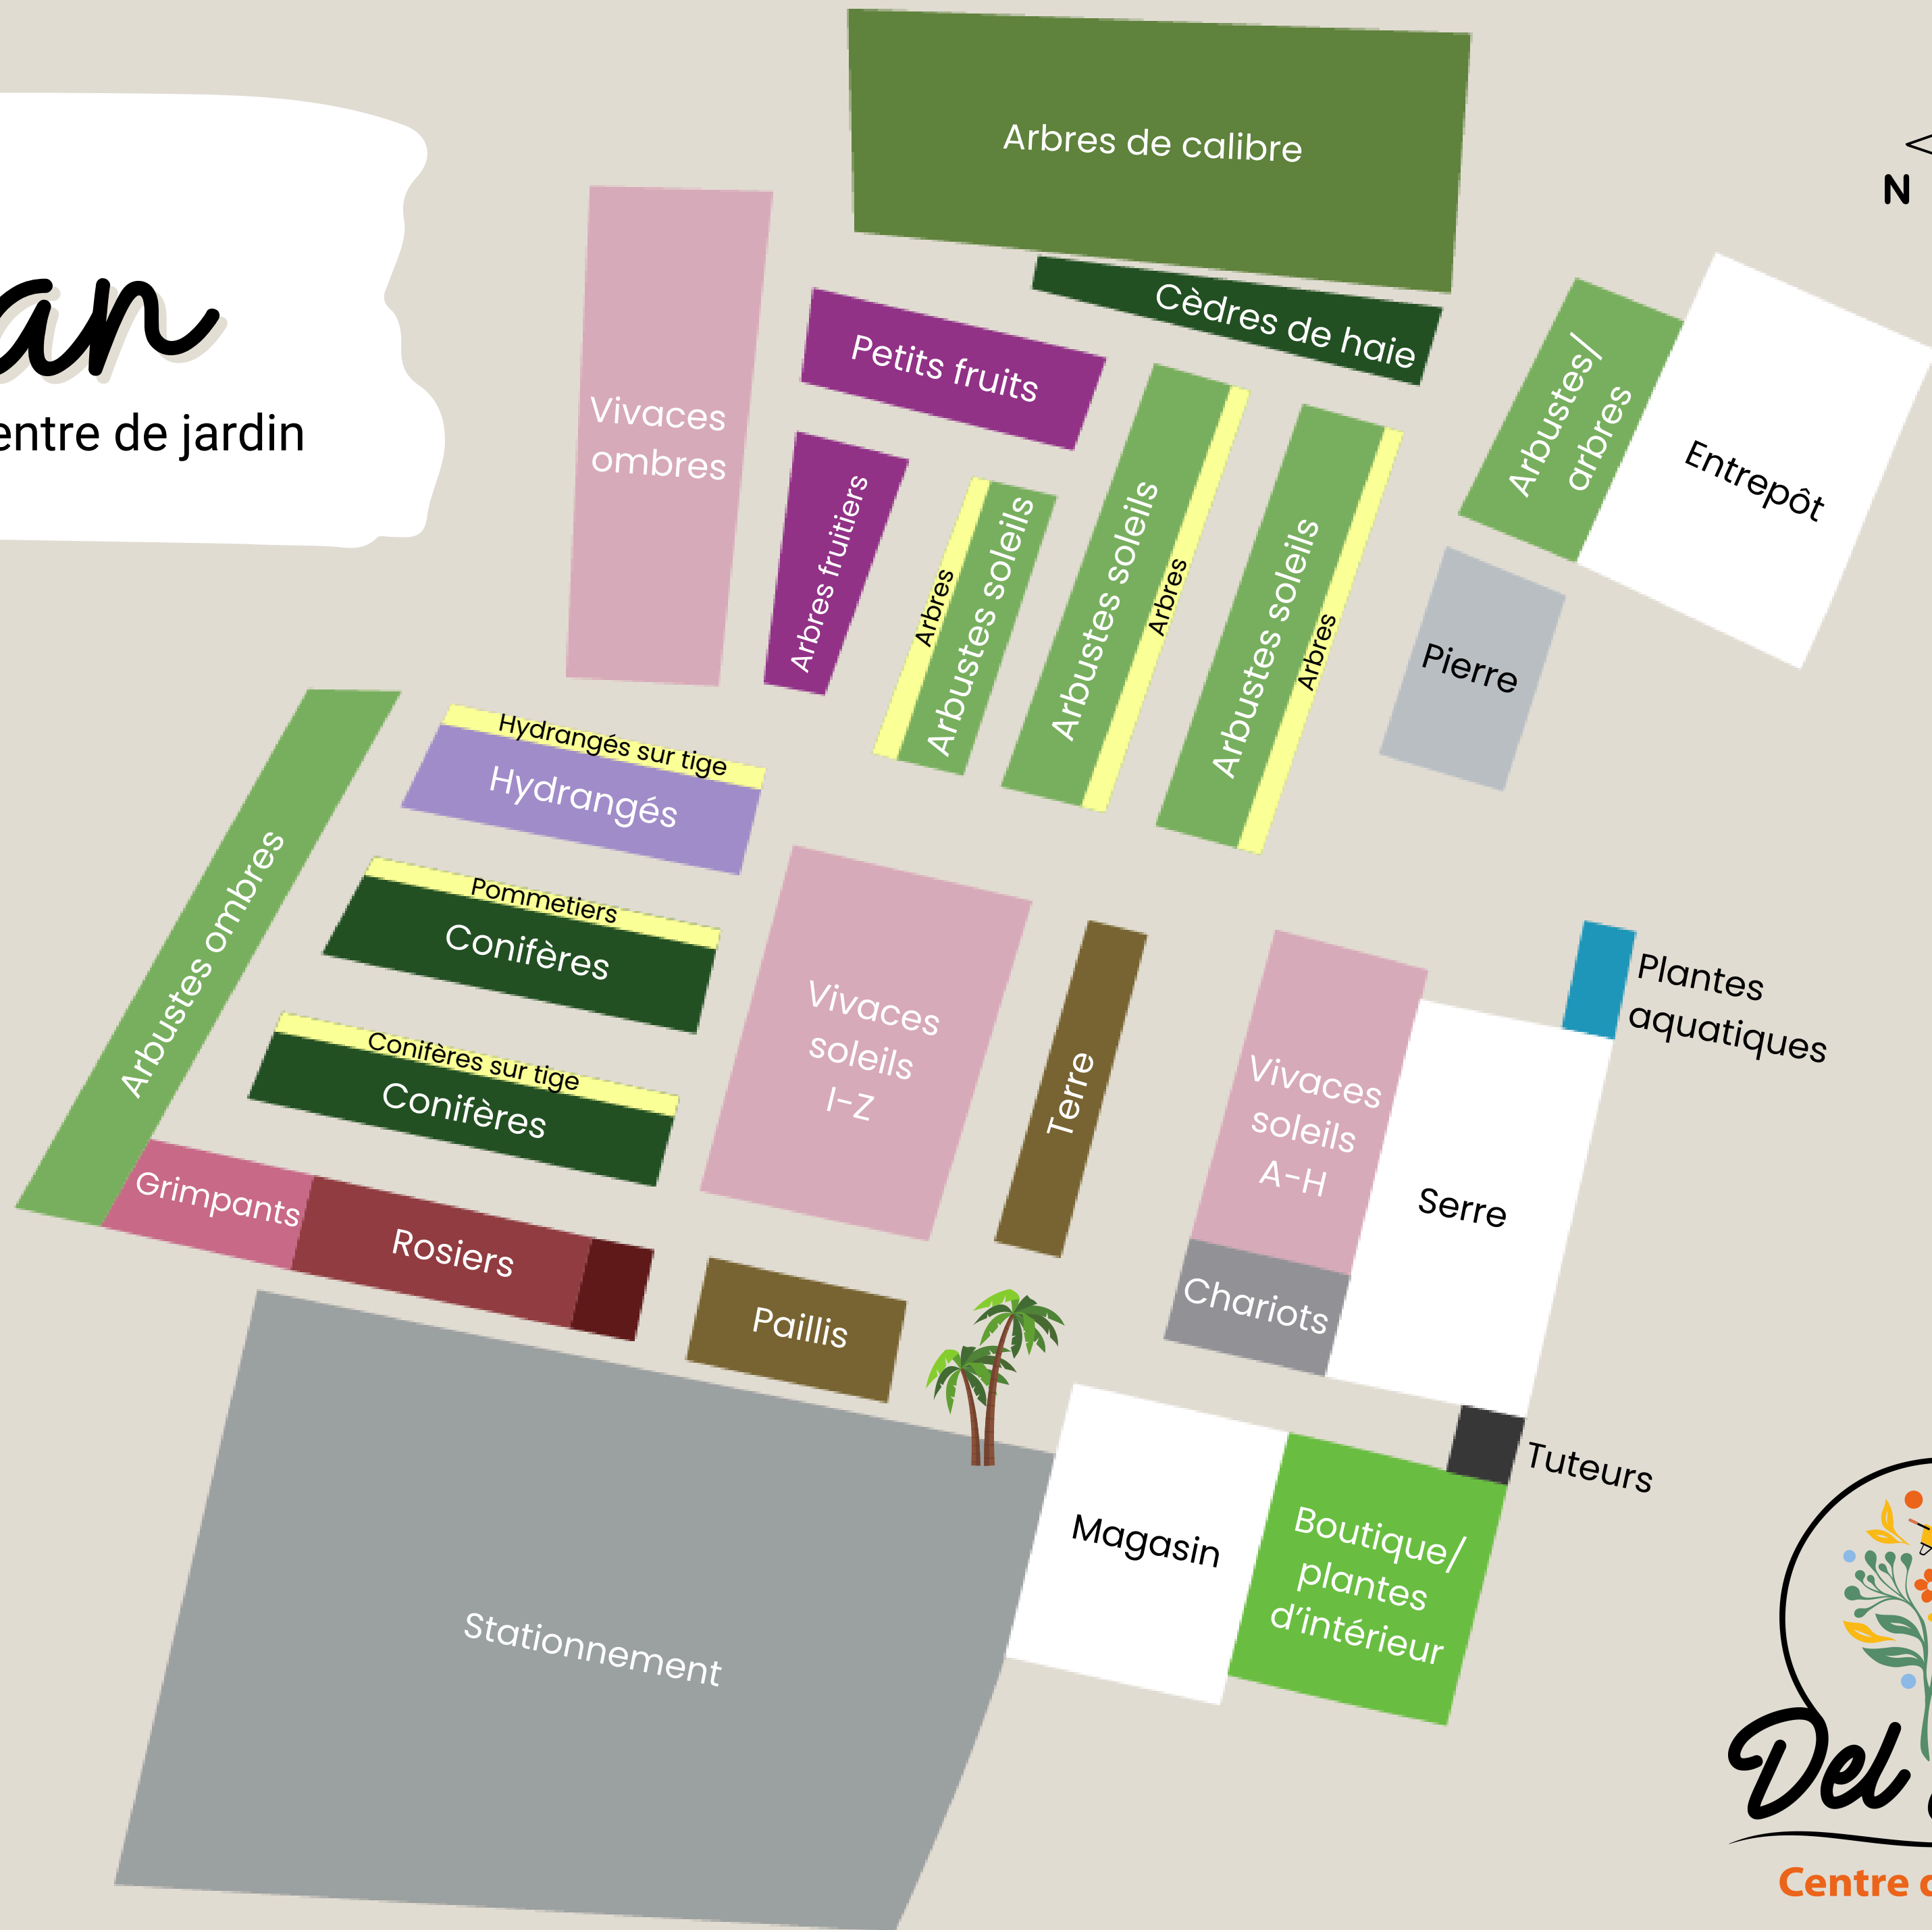 an
entre de jardin
Arbres de calibre
N
Cèdres de haie
Petits fruits
Vivaces
ombres
Arbustes/
arbres
Entrepôt
Arbres fruitiers
Arbres
Arbustes soleils
Arbustes soleils
Arbres
Arbustes soleils
Arbres
Pierre
Hydrangés sur tige
Hydrangés
Arbustes ombres
Pommetiers
Conifères
Conifères sur tige
Conifères
Vivaces
soleils
I-Z
Terre
Vivaces
soleils
A-H
Plantes
aquatiques
Serre
Grimpants
Rosiers
Chariots
Paillis
Tuteurs
Magasin
Boutique/
plantes
d'intérieur
Stationnement
Del
Centre